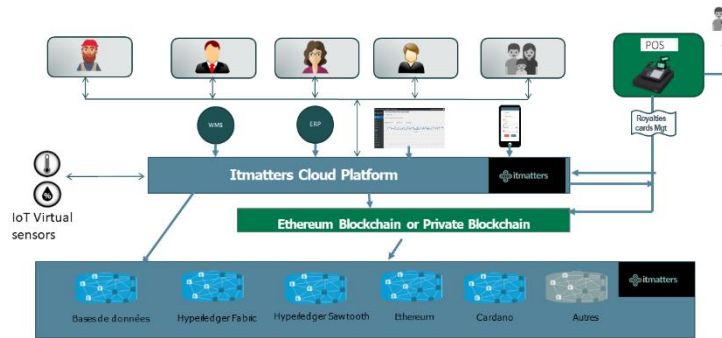 POS
Royalties
cards Mgt
WMS
ERP
Itmatters Cloud Platform
itmatters
IoT Virtual
sensors
%
Ethereum Blockchain or Private Blockchain
itmatters
Bases de données
Hyperledger Fabric
Hyperledger Sawtooth
Ethereum
Cardano
Autres